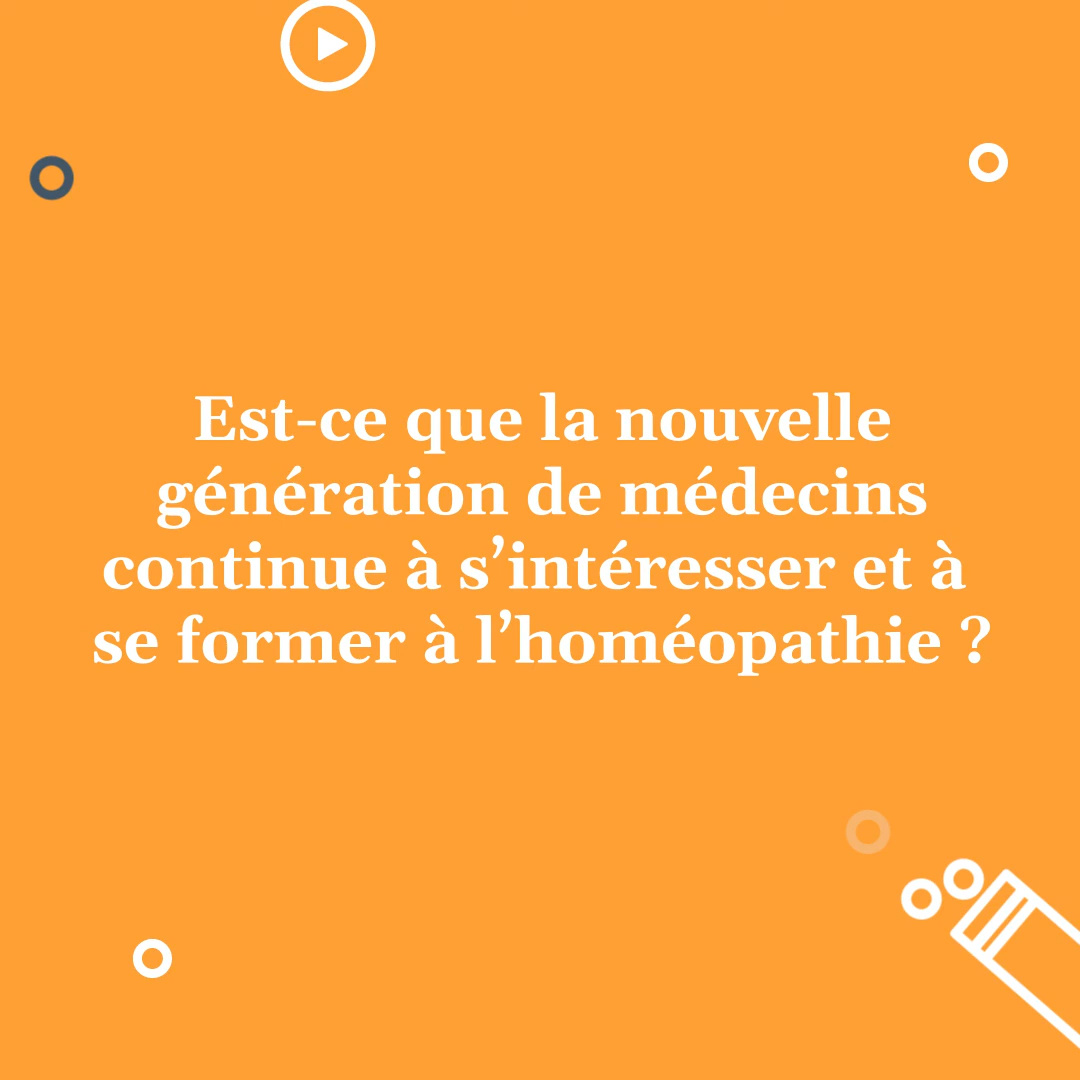 Est-ce que la nouvelle
génération de médecins
continue à s’intéresser et à
se former à l’homéopathie ?